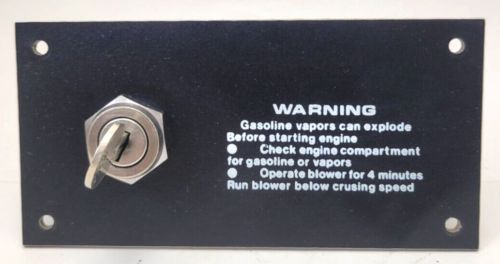 WARNING
Gasoline vapors can explode
Before starting engine
● Check engine compartment
for gasoline or vapors
● Operate blower for 4 minutes
Run blower below crusing speed